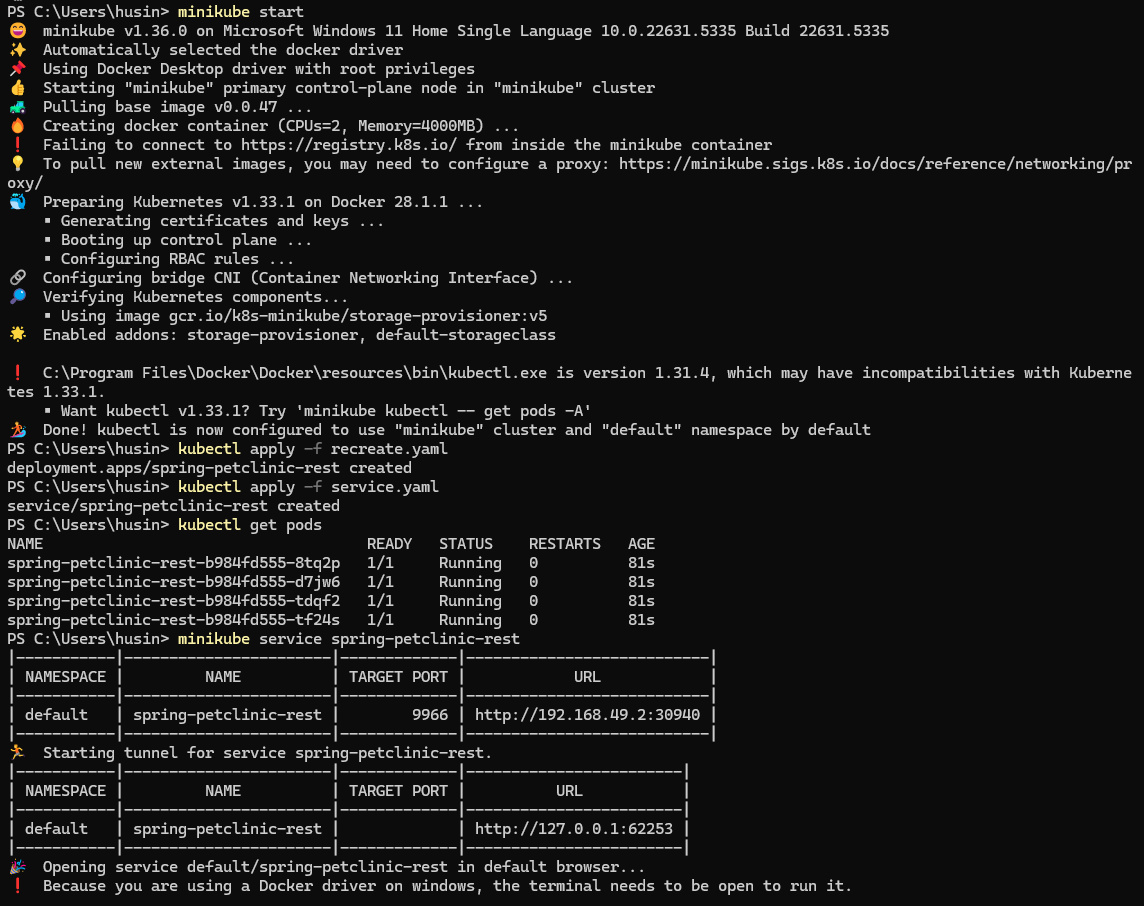 PS C:\Users\husin> minikube start
😄  minikube v1.36.0 on Microsoft Windows 11 Home Single Language 10.0.22631.5335 Build 22631.5335
✨  Automatically selected the docker driver
📌  Using Docker Desktop driver with root privileges
👍  Starting "minikube" primary control-plane node in "minikube" cluster
🚜  Pulling base image v0.0.47 ...
🔥  Creating docker container (CPUs=2, Memory=4000MB) ...
❗  Failing to connect to https://registry.k8s.io/ from inside the minikube container
💡  To pull new external images, you may need to configure a proxy: https://minikube.sigs.k8s.io/docs/reference/networking/pr
oxy/
🐳  Preparing Kubernetes v1.33.1 on Docker 28.1.1 ...
    ▪ Generating certificates and keys ...
    ▪ Booting up control plane ...
    ▪ Configuring RBAC rules ...
🔗  Configuring bridge CNI (Container Networking Interface) ...
🔎  Verifying Kubernetes components...
    ▪ Using image gcr.io/k8s-minikube/storage-provisioner:v5
🌟  Enabled addons: storage-provisioner, default-storageclass
❗  C:\Program Files\Docker\Docker\resources\bin\kubectl.exe is version 1.31.4, which may have incompatibilities with Kuberne
tes 1.33.1.
    ▪ Want kubectl v1.33.1? Try 'minikube kubectl -- get pods -A'
🏄  Done! kubectl is now configured to use "minikube" cluster and "default" namespace by default
PS C:\Users\husin> kubectl apply -f recreate.yaml
deployment.apps/spring-petclinic-rest created
PS C:\Users\husin> kubectl apply -f service.yaml
service/spring-petclinic-rest created
PS C:\Users\husin> kubectl get pods
NAME                                    READY   STATUS    RESTARTS   AGE
spring-petclinic-rest-b984fd555-8tq2p   1/1     Running   0          81s
spring-petclinic-rest-b984fd555-d7jw6   1/1     Running   0          81s
spring-petclinic-rest-b984fd555-tdqf2   1/1     Running   0          81s
spring-petclinic-rest-b984fd555-tf24s   1/1     Running   0          81s
PS C:\Users\husin> minikube service spring-petclinic-rest
|-----------|-----------------------|-------------|---------------------------|
| NAMESPACE |         NAME          | TARGET PORT |            URL            |
|-----------|-----------------------|-------------|---------------------------|
| default   | spring-petclinic-rest |        9966 | http://192.168.49.2:30940 |
|-----------|-----------------------|-------------|---------------------------|
🏃  Starting tunnel for service spring-petclinic-rest.
|-----------|-----------------------|-------------|------------------------|
| NAMESPACE |         NAME          | TARGET PORT |          URL           |
|-----------|-----------------------|-------------|------------------------|
| default   | spring-petclinic-rest |             | http://127.0.0.1:62253 |
|-----------|-----------------------|-------------|------------------------|
🎉  Opening service default/spring-petclinic-rest in default browser...
❗  Because you are using a Docker driver on windows, the terminal needs to be open to run it.